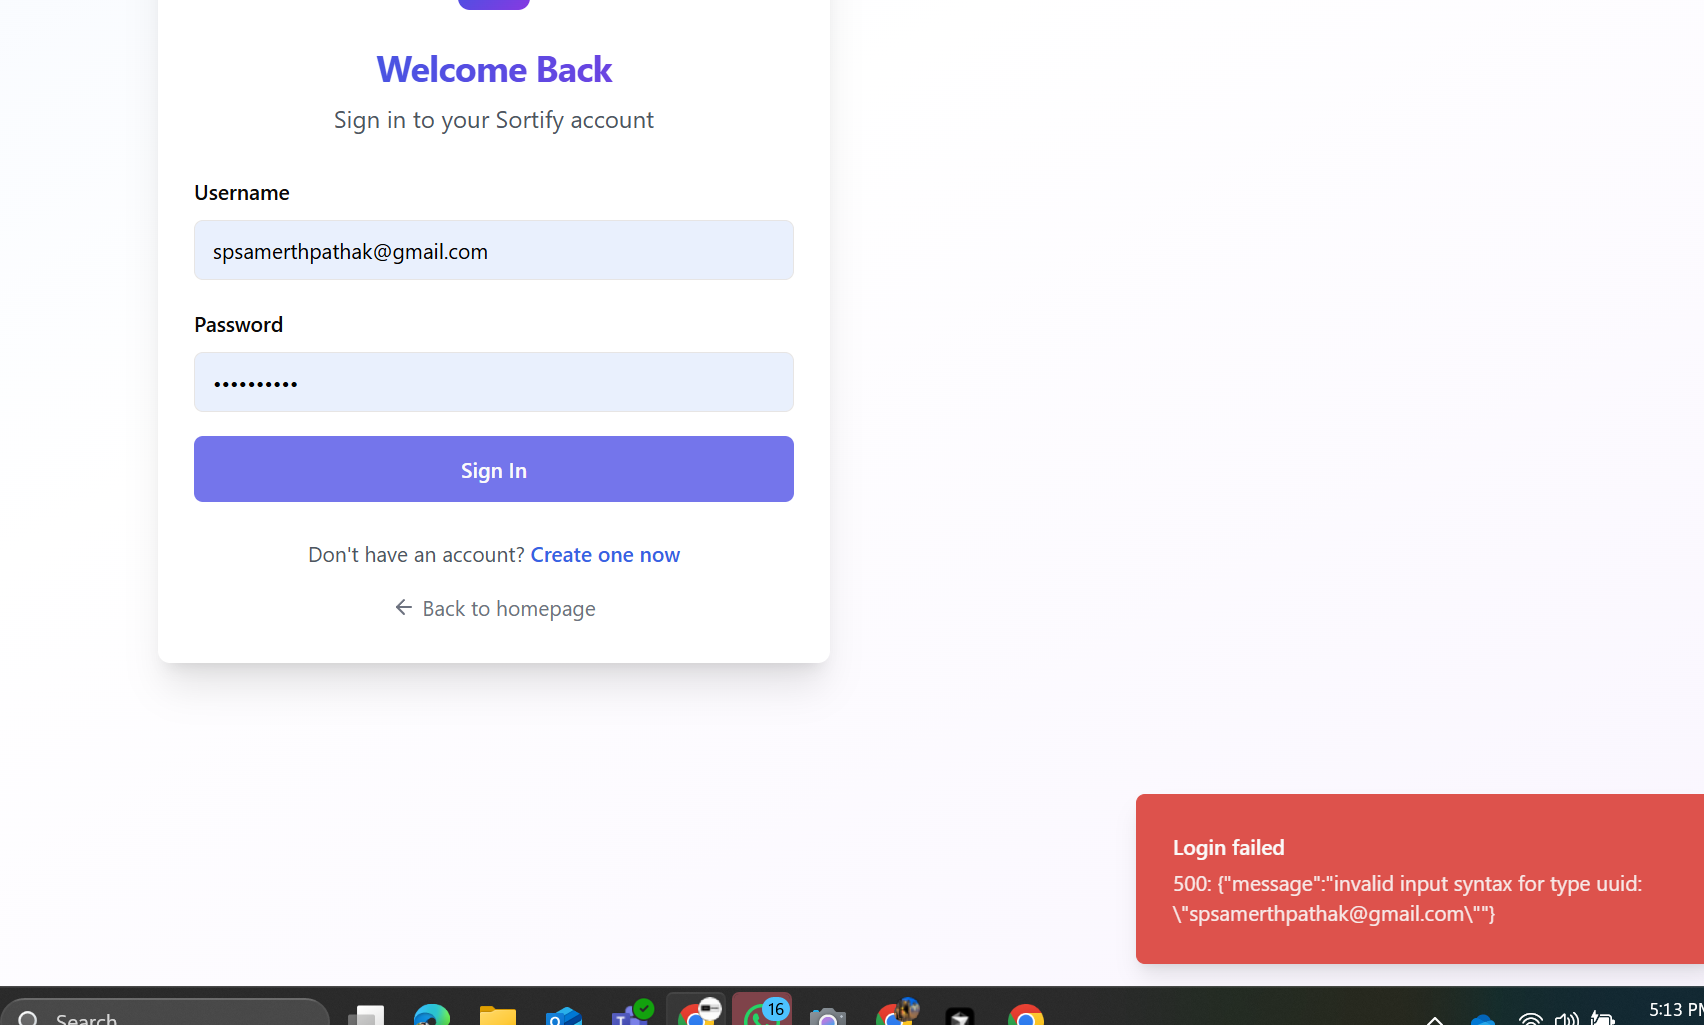 Welcome Back
Sign in to your Sortify account
Username
spsamerthpathak@gmail.com
Password
••••••••••
Sign In
Don't have an account? Create one now
← Back to homepage
Login failed
500: {"message":"invalid input syntax for type uuid:
\"spsamerthpathak@gmail.com\""}
Search
16
5:13 PM